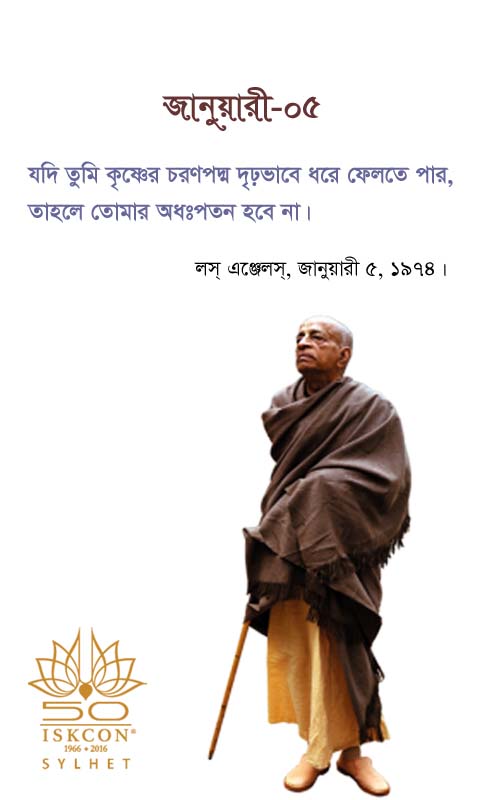 জানুয়ারী-০৫
যদি তুমি কৃষ্ণের চরণপদ্ম দৃঢ়ভাবে ধরে ফেলতে পার,
তাহলে তোমার অধঃপতন হবে না।
লস্ এঞ্জেলস্, জানুয়ারী ৫, ১৯৭৪।
50
ISKCON®
1966 • 2016
SYLHET